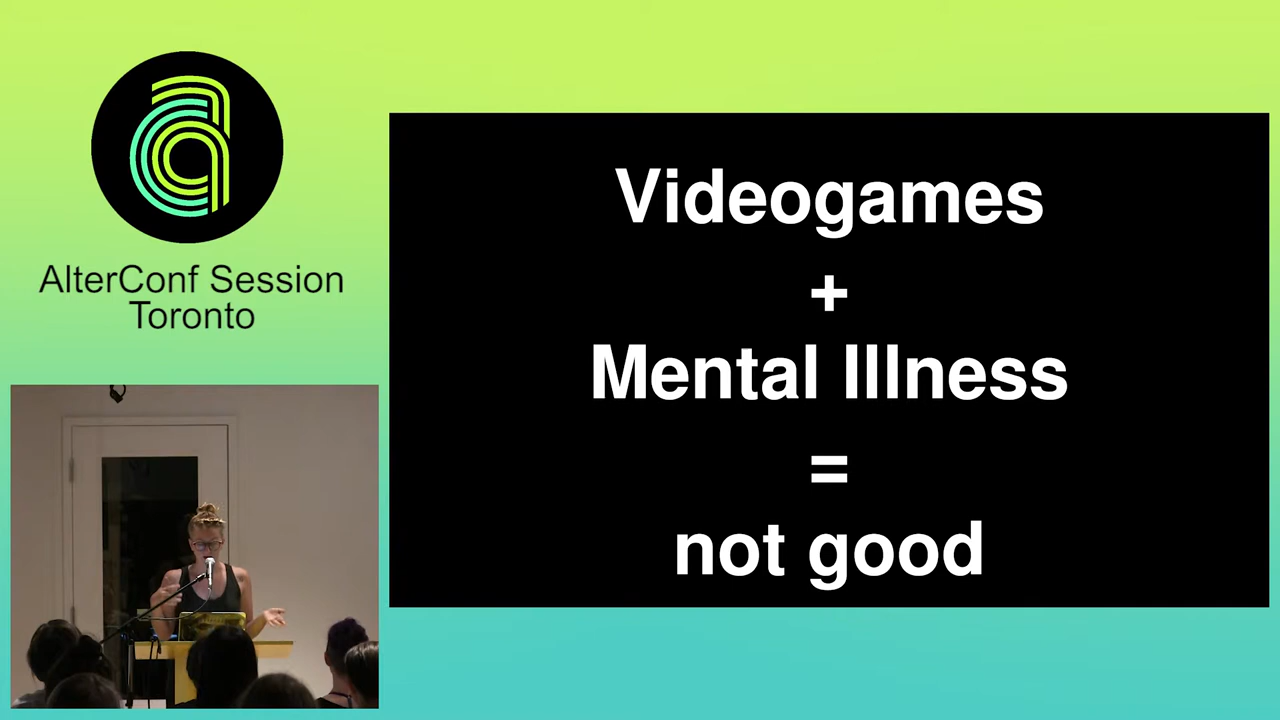 AlterConf Session
Toronto
Videogames
+
Mental Illness
=
not good